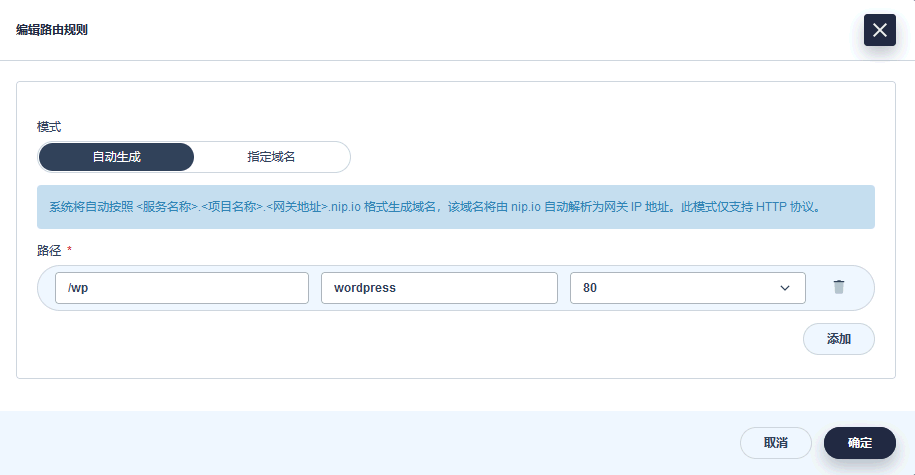 编辑路由规则
模式
自动生成 指定域名
系统将自动按照 <服务名称>.<项目名称>.<网关地址>.nip.io 格式生成域名，该域名将由 nip.io 自动解析为网关 IP 地址。此模式仅支持 HTTP 协议。
路径 *
/wp wordpress 80
添加
取消 确定